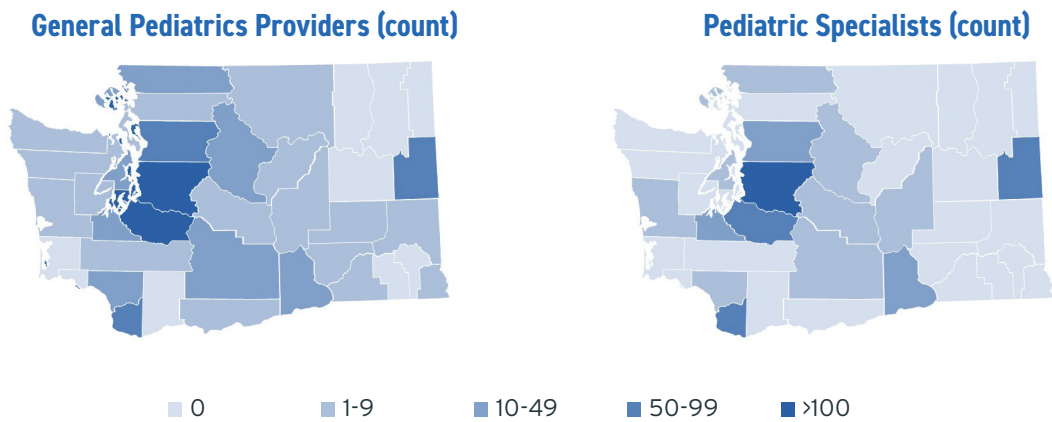 General Pediatrics Providers (count)
Pediatric Specialists (count)
0
1-9
10-49
50-99
>100